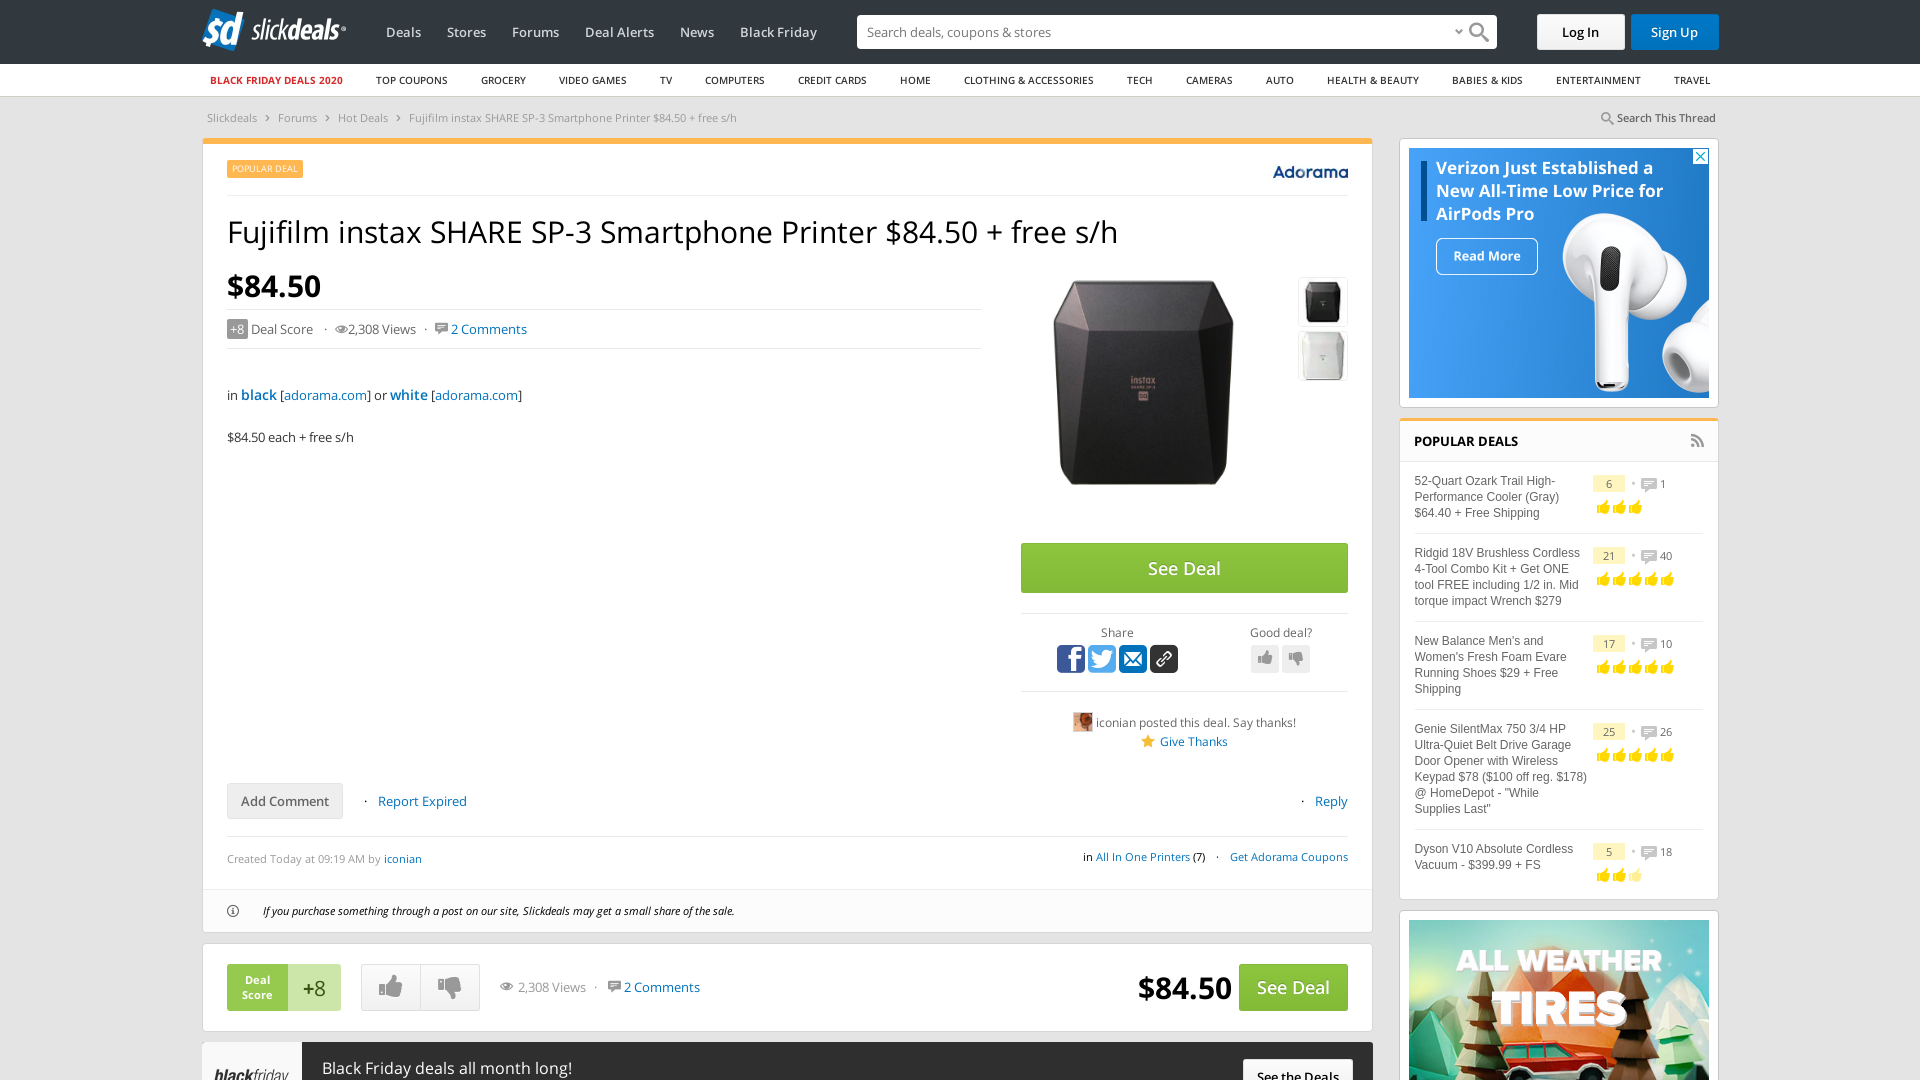 sd slickdeals
Deals Stores Forums Deal Alerts News Black Friday
Search deals, coupons & shops
Log In Sign Up
BLACK FRIDAY DEALS 2020 TOP COUPONS GROCERY VIDEO GAMES TV COMPUTERS CREDIT CARDS HOME CLOTHING & ACCESSORIES TECH CAMERAS AUTO HEALTH & BEAUTY BABIES & KIDS ENTERTAINMENT TRAVEL
Slickdeals > Forums > Hot Deals > Fujifilm instax SHARE SP-3 Smartphone Printer $84.50 + free s/h
Search This Thread
POPULAR DEAL
Adorama
Fujifilm instax SHARE SP-3 Smartphone Printer $84.50 + free s/h
$84.50
+8 Deal Score · 2,308 Views · 2 Comments
in black [adorama.com] or white [adorama.com]
$84.50 each + free s/h
instax
SHARE SP-3
SQ
See Deal
Share
Good deal?
iconian posted this deal. Say thanks!
Give Thanks
Add Comment · Report Expired
· Reply
Created Today at 09:19 AM by iconian
in All In One Printers (7) · Get Adorama Coupons
If you purchase something through a post on our site, Slickdeals may get a small share of the sale.
Deal
Score
+8
2,308 Views · 2 Comments
$84.50
See Deal
blackfriday
Black Friday deals all month long!
See the Deals
Verizon Just Established a
New All-Time Low Price for
AirPods Pro
Read More
POPULAR DEALS
52-Quart Ozark Trail High-
Performance Cooler (Gray)
$64.40 + Free Shipping
6 • 1
Ridgid 18V Brushless Cordless
4-Tool Combo Kit + Get ONE
tool FREE including 1/2 in. Mid
torque impact Wrench $279
21 • 40
New Balance Men's and
Women's Fresh Foam Evare
Running Shoes $29 + Free
Shipping
17 • 10
Genie SilentMax 750 3/4 HP
Ultra-Quiet Belt Drive Garage
Door Opener with Wireless
Keypad $78 ($100 off reg. $178)
@ HomeDepot - "While
Supplies Last"
25 • 26
Dyson V10 Absolute Cordless
Vacuum - $399.99 + FS
5 • 18
ALL WEATHER
TIRES